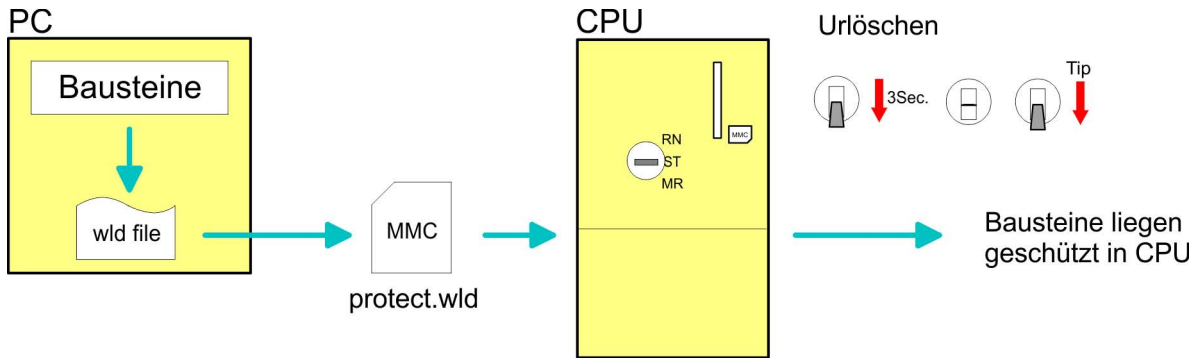 PC
Bausteine
wld file
MMC
protect.wld
CPU
MMC
RN
ST
MR
Urlöschen
3Sec.
Tip
Bausteine liegen
geschützt in CPU